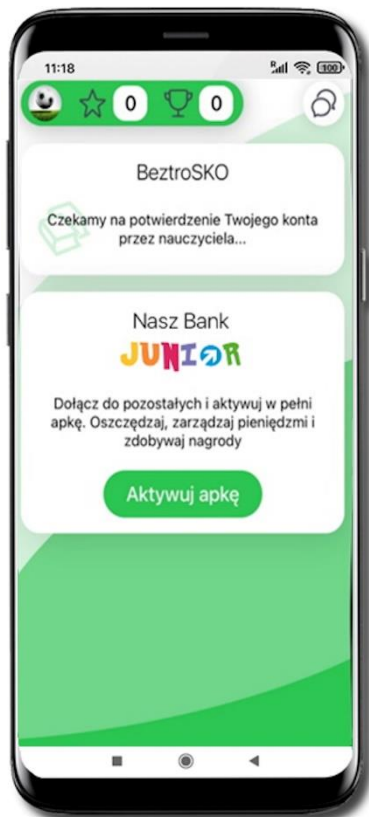 11:18
R
100
0
0
BeztroSKO
Czekamy na potwierdzenie Twojego konta
przez nauczyciela...
Nasz Bank
JUNIOR
Dołącz do pozostałych i aktywuj w pełni
apkę. Oszczędzaj, zarządzaj pieniędzmi i
zdobywaj nagrody
Aktywuj apkę